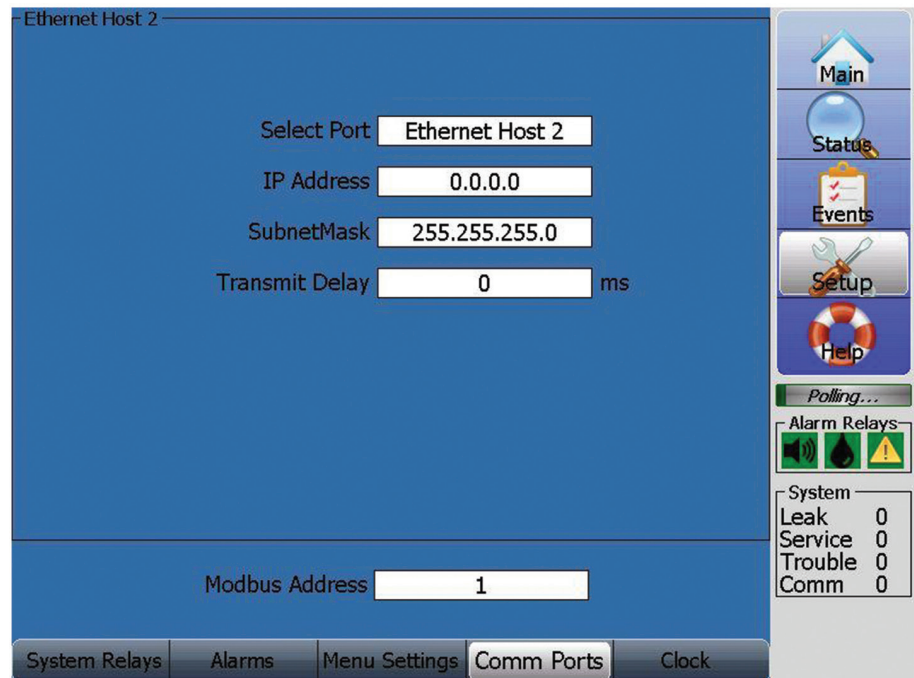 Ethernet Host 2
Select Port Ethernet Host 2
IP Address 0.0.0.0
SubnetMask 255.255.255.0
Transmit Delay 0 ms
Modbus Address 1
System Relays Alarms Menu Settings Comm Ports Clock
Main
Status
Events
Setup
Help
Polling...
Alarm Relays
System
Leak 0
Service 0
Trouble 0
Comm 0